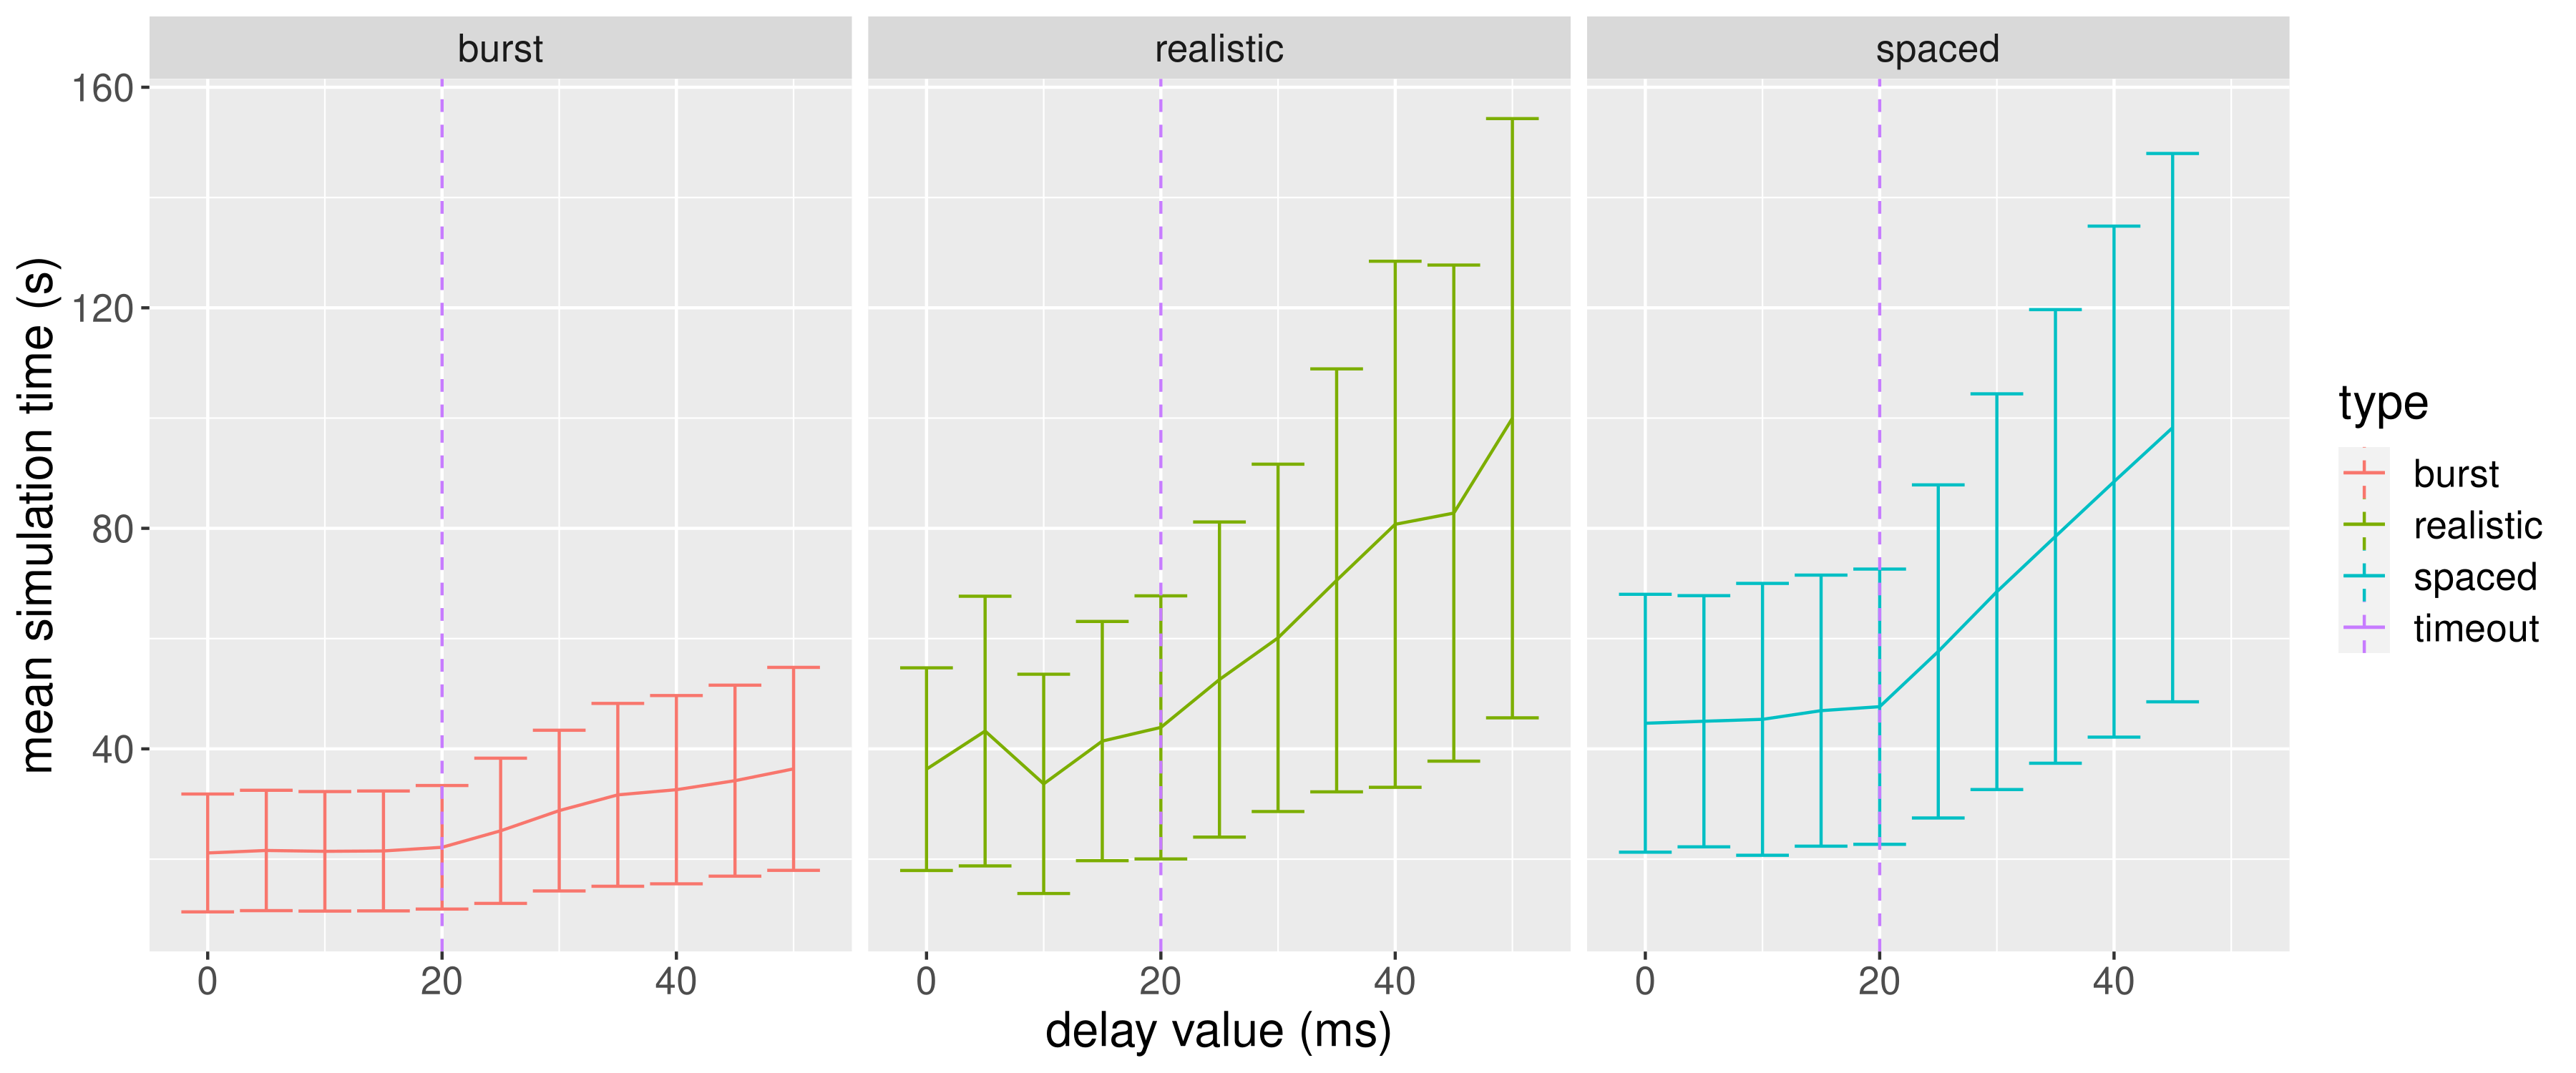 burst
realistic
spaced
160
120
80
40
mean simulation time (s)
0 20 40
0 20 40
0 20 40
delay value (ms)
type
burst
realistic
spaced
timeout